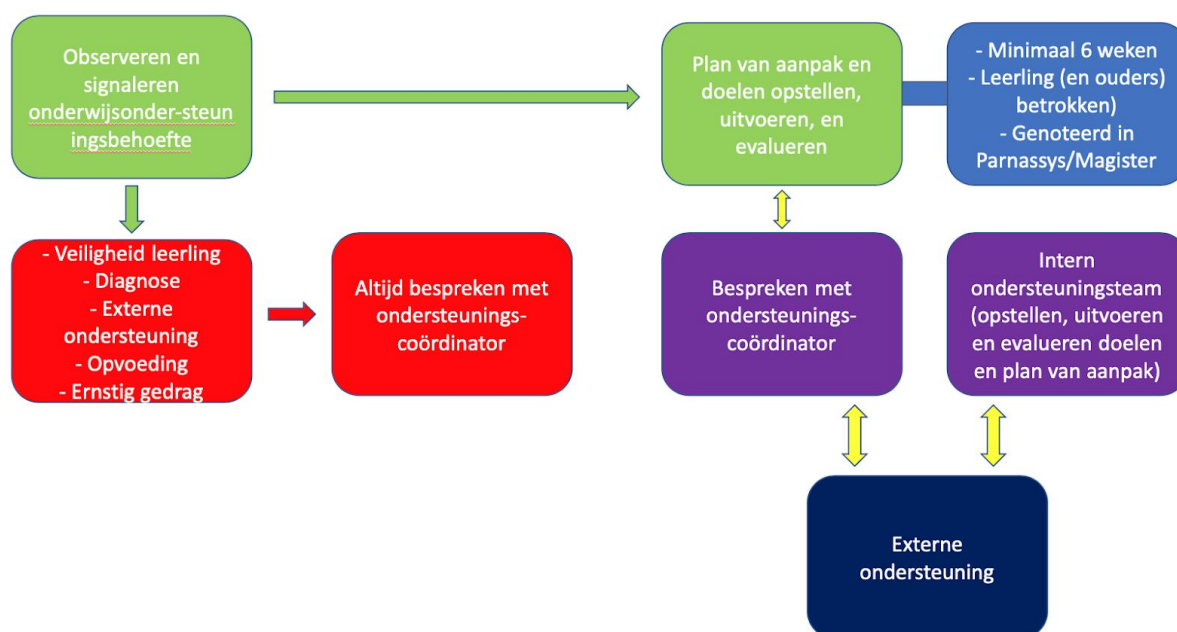 Observeren en
signaleren
onderwijsonder-steun
ingsbehoefte
Plan van aanpak en
doelen opstellen,
uitvoeren, en
evalueren
- Minimaal 6 weken
- Leerling (en ouders)
betrokken)
- Genoteerd in
Parnassys/Magister
- Veiligheid leerling
- Diagnose
- Externe
ondersteuning
- Opvoeding
- Ernstig gedrag
Altijd bespreken met
ondersteunings-
coördinator
Bespreken met
ondersteunings-
coördinator
Intern
ondersteuningsteam
(opstellen, uitvoeren
en evalueren doelen
en plan van aanpak)
Externe
ondersteuning